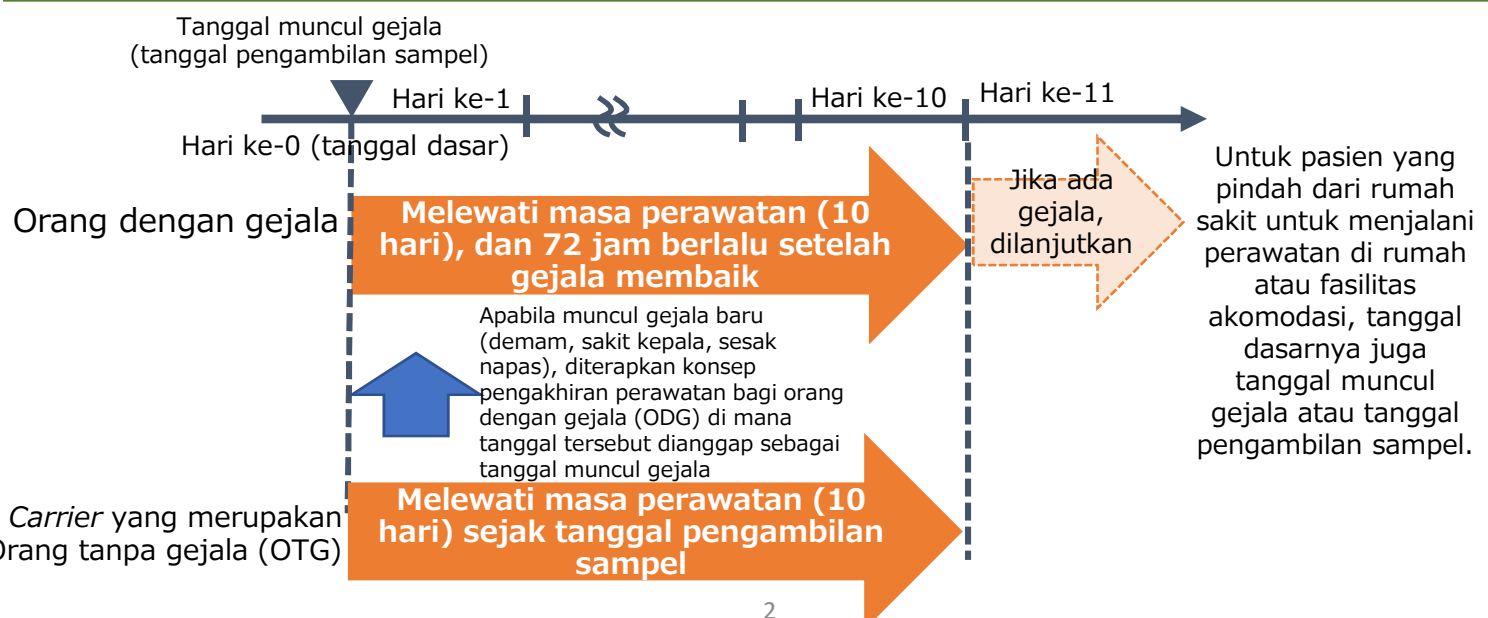 Tanggal muncul gejala
(tanggal pengambilan sampel)
Hari ke-1
Hari ke-10
Hari ke-11
Hari ke-0 (tanggal dasar)
Orang dengan gejala
Melewati masa perawatan (10
hari), dan 72 jam berlalu setelah
gejala membaik
Jika ada
gejala,
dilanjutkan
Untuk pasien yang
pindah dari rumah
sakit untuk menjalani
perawatan di rumah
atau fasilitas
akomodasi, tanggal
dasarnya juga
tanggal muncul
gejala atau tanggal
pengambilan sampel.
Apabila muncul gejala baru
(demam, sakit kepala, sesak
napas), diterapkan konsep
pengakhiran perawatan bagi orang
dengan gejala (ODG) di mana
tanggal tersebut dianggap sebagai
tanggal muncul gejala
Carrier yang merupakan
Orang tanpa gejala (OTG)
Melewati masa perawatan (10
hari) sejak tanggal pengambilan
sampel
2